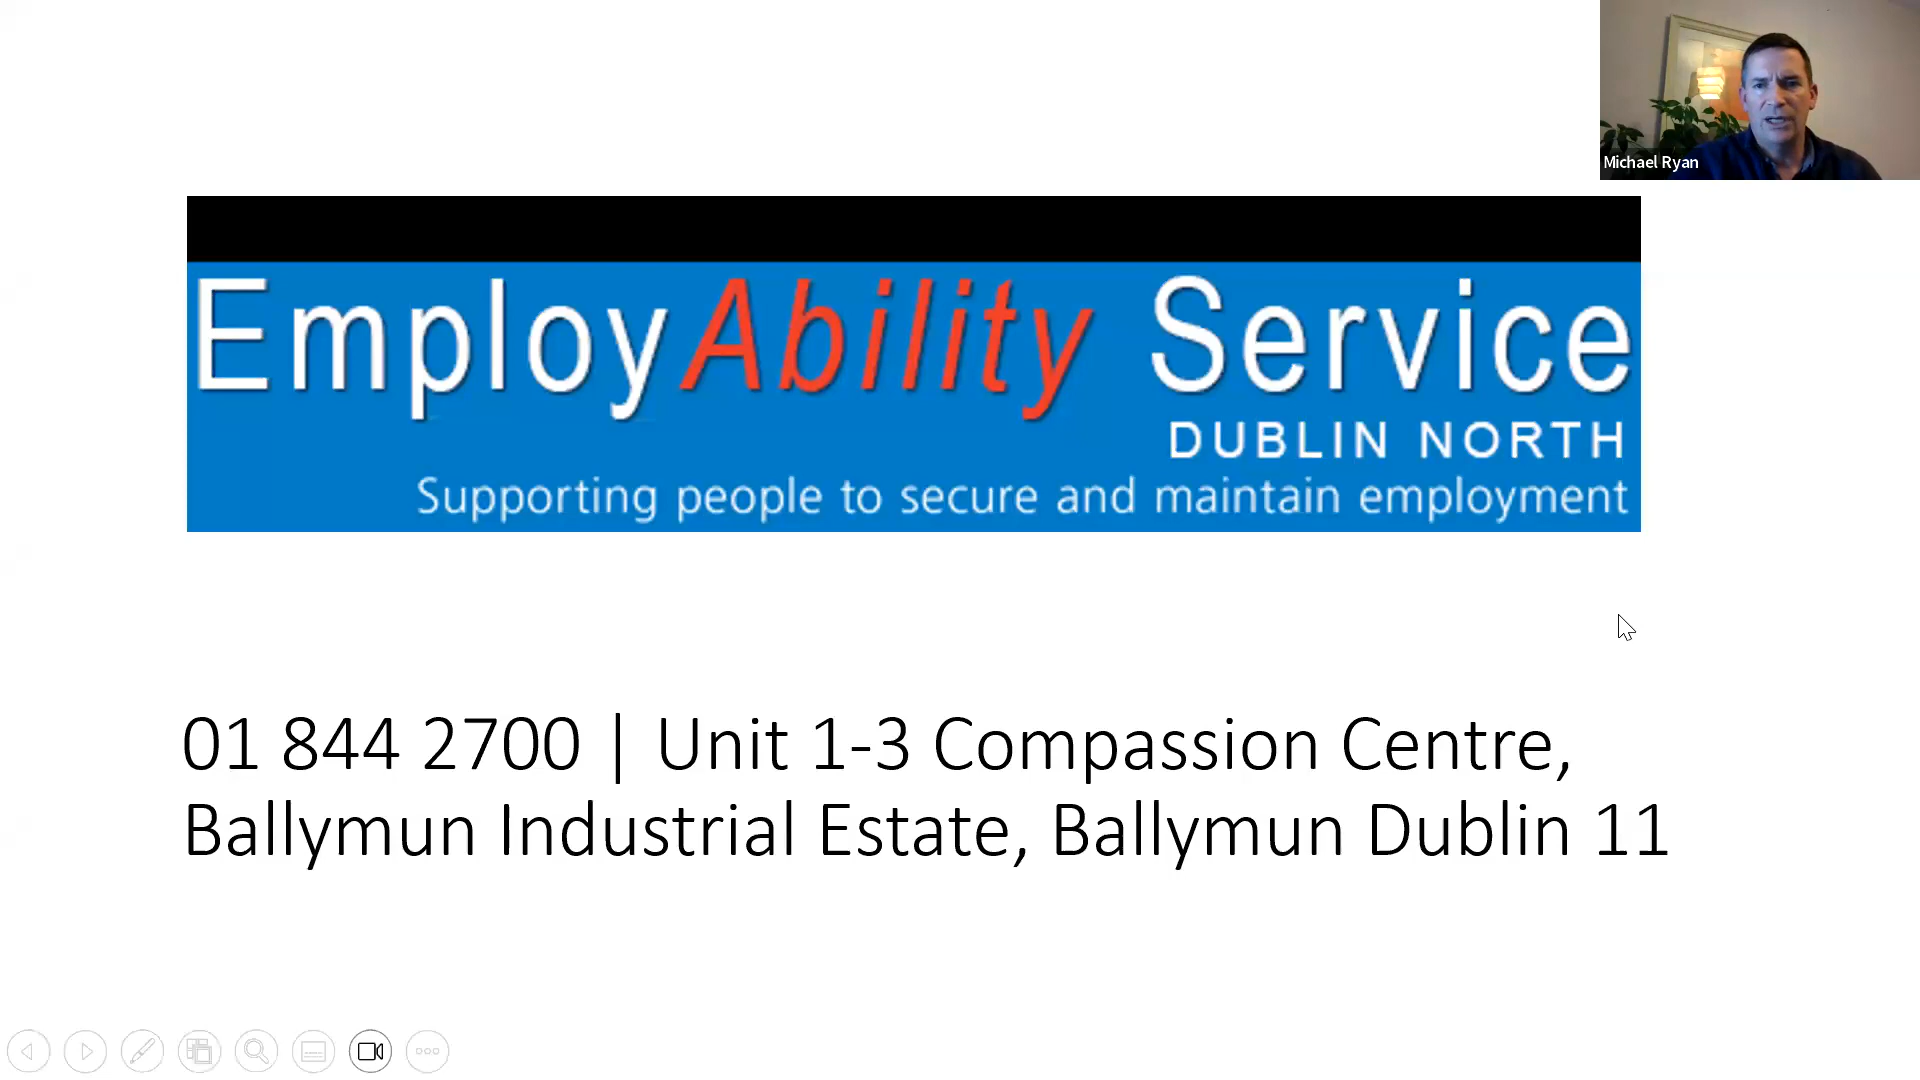 Michael Ryan
EmployAbility Service
DUBLIN NORTH
Supporting people to secure and maintain employment
01 844 2700 | Unit 1-3 Compassion Centre,
Ballymun Industrial Estate, Ballymun Dublin 11